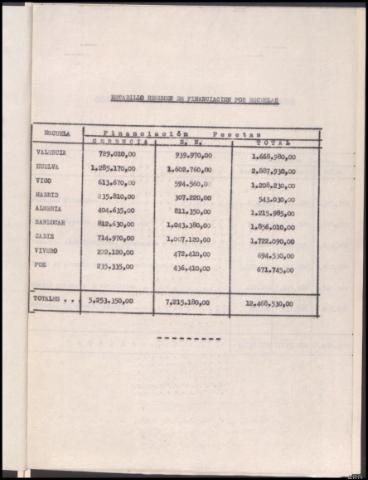 ESTADILLO RESUMEN DE FINANCIACION POR ESCUELAS
ESCUELA Financiación Pesetas
GERENCIA E. N. TOTAL
VALENCIA 729,010,00 939,970,00 1,668,980,00
HUELVA 1,285,170,00 1,602,760,00 2,887,930,00
VIGO 613,670,00 594,560,00 1,208,230,00
MADRID 235,810,00 307,220,00 543,030,00
ALMERIA 404,635,00 811,350,00 1,215,985,00
SANLUCAR 812,630,00 1,043,380,00 1,856,010,00
CADIZ 714,970,00 1,007,120,00 1,722,090,00
VIVERO 222,120,00 472,410,00 694,530,00
FOZ 235,335,00 436,410,00 671,745,00
TOTALES . . . 5,253,350,00 7,215,180,00 12,468,530,00